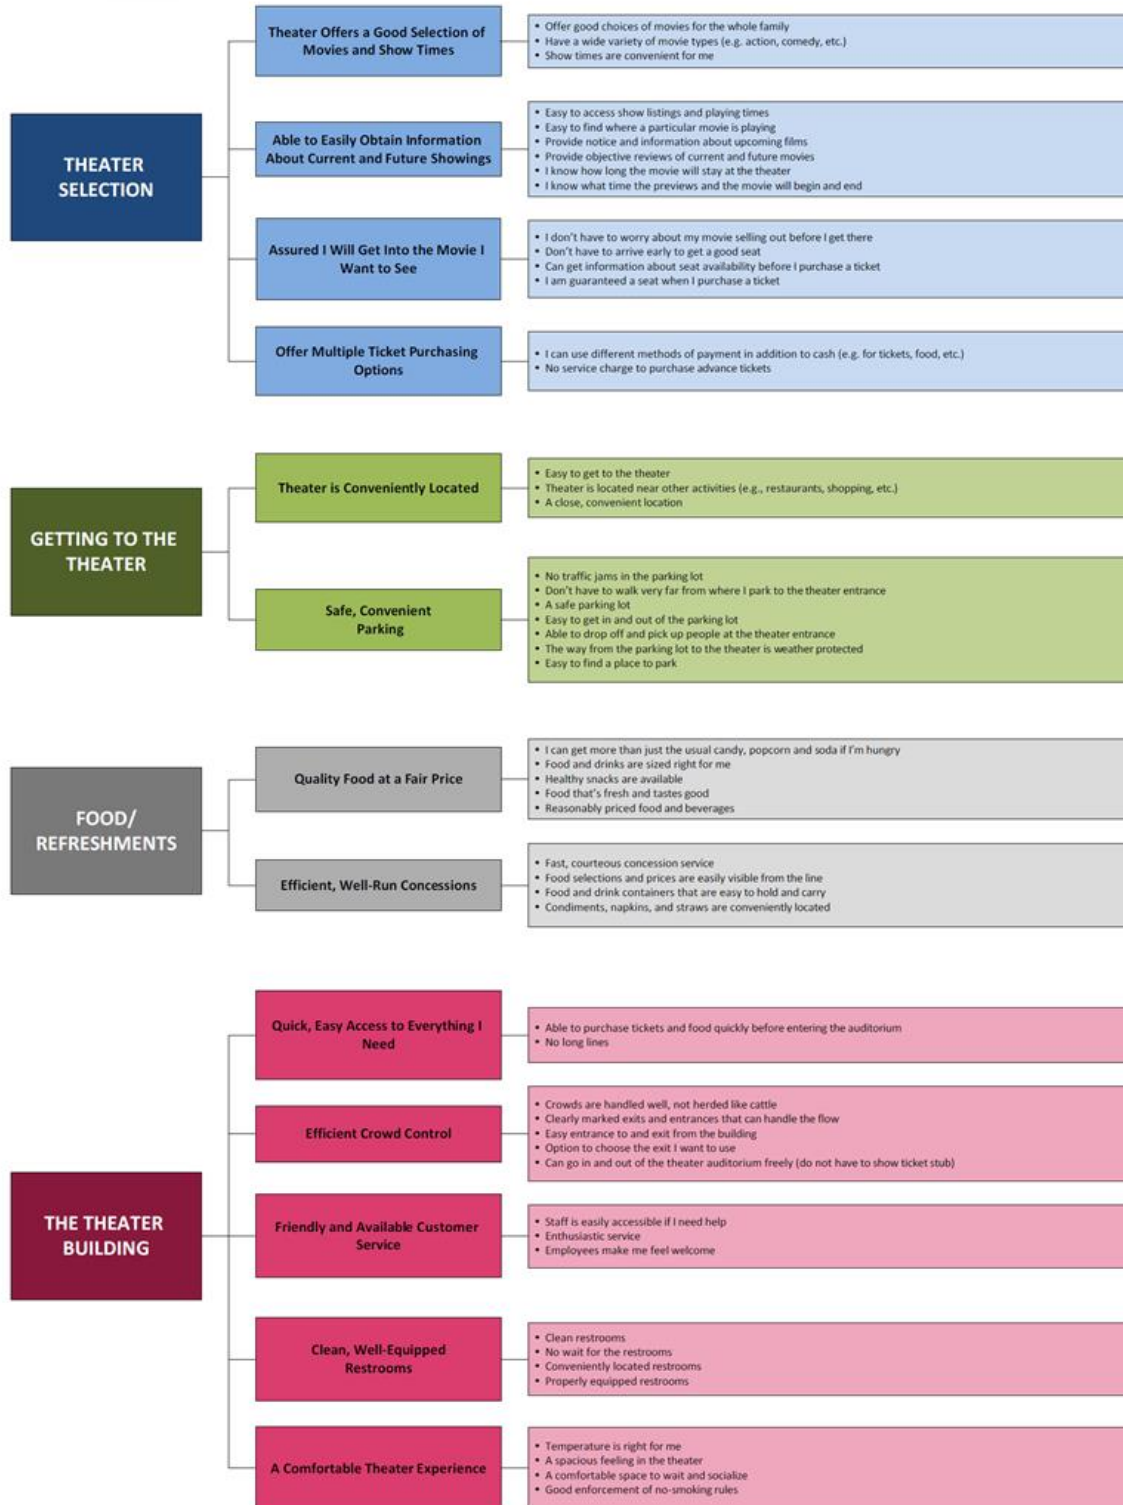 THEATER
SELECTION
Theater Offers a Good Selection of
Movies and Show Times
• Offer good choices of movies for the whole family
• Have a wide variety of movie types (e.g. action, comedy, etc.)
• Show times are convenient for me
Able to Easily Obtain Information
About Current and Future Showings
• Easy to access show listings and playing times
• Easy to find where a particular movie is playing
• Provide notice and information about upcoming films
• Provide objective reviews of current and future movies
• I know how long the movie will stay at the theater
• I know what time the previews and the movie will begin and end
Assured I Will Get Into the Movie I
Want to See
• I don't have to worry about my movie selling out before I get there
• Don't have to arrive early to get a good seat
• Can get information about seat availability before I purchase a ticket
• I am guaranteed a seat when I purchase a ticket
Offer Multiple Ticket Purchasing
Options
• I can use different methods of payment in addition to cash (e.g. for tickets, food, etc.)
• No service charge to purchase advance tickets
GETTING TO THE
THEATER
Theater is Conveniently Located
• Easy to get to the theater
• Theater is located near other activities (e.g., restaurants, shopping, etc.)
• A close, convenient location
Safe, Convenient
Parking
• No traffic jams in the parking lot
• Don't have to walk very far from where I park to the theater entrance
• A safe parking lot
• Easy to get in and out of the parking lot
• Able to drop off and pick up people at the theater entrance
• The way from the parking lot to the theater is weather protected
• Easy to find a place to park
FOOD/
REFRESHMENTS
Quality Food at a Fair Price
• I can get more than just the usual candy, popcorn and soda if I'm hungry
• Food and drinks are sized right for me
• Healthy snacks are available
• Food that's fresh and tastes good
• Reasonably priced food and beverages
Efficient, Well-Run Concessions
• Fast, courteous concession service
• Food selections and prices are easily visible from the line
• Food and drink containers that are easy to hold and carry
• Condiments, napkins, and straws are conveniently located
THE THEATER
BUILDING
Quick, Easy Access to Everything I
Need
• Able to purchase tickets and food quickly before entering the auditorium
• No long lines
Efficient Crowd Control
• Crowds are handled well, not herded like cattle
• Clearly marked exits and entrances that can handle the flow
• Easy entrance to and exit from the building
• Option to choose the exit I want to use
• Can go in and out of the theater auditorium freely (do not have to show ticket stub)
Friendly and Available Customer
Service
• Staff is easily accessible if I need help
• Enthusiastic service
• Employees make me feel welcome
Clean, Well-Equipped
Restrooms
• Clean restrooms
• No wait for the restrooms
• Conveniently located restrooms
• Properly equipped restrooms
A Comfortable Theater Experience
• Temperature is right for me
• A spacious feeling in the theater
• A comfortable space to wait and socialize
• Good enforcement of no-smoking rules